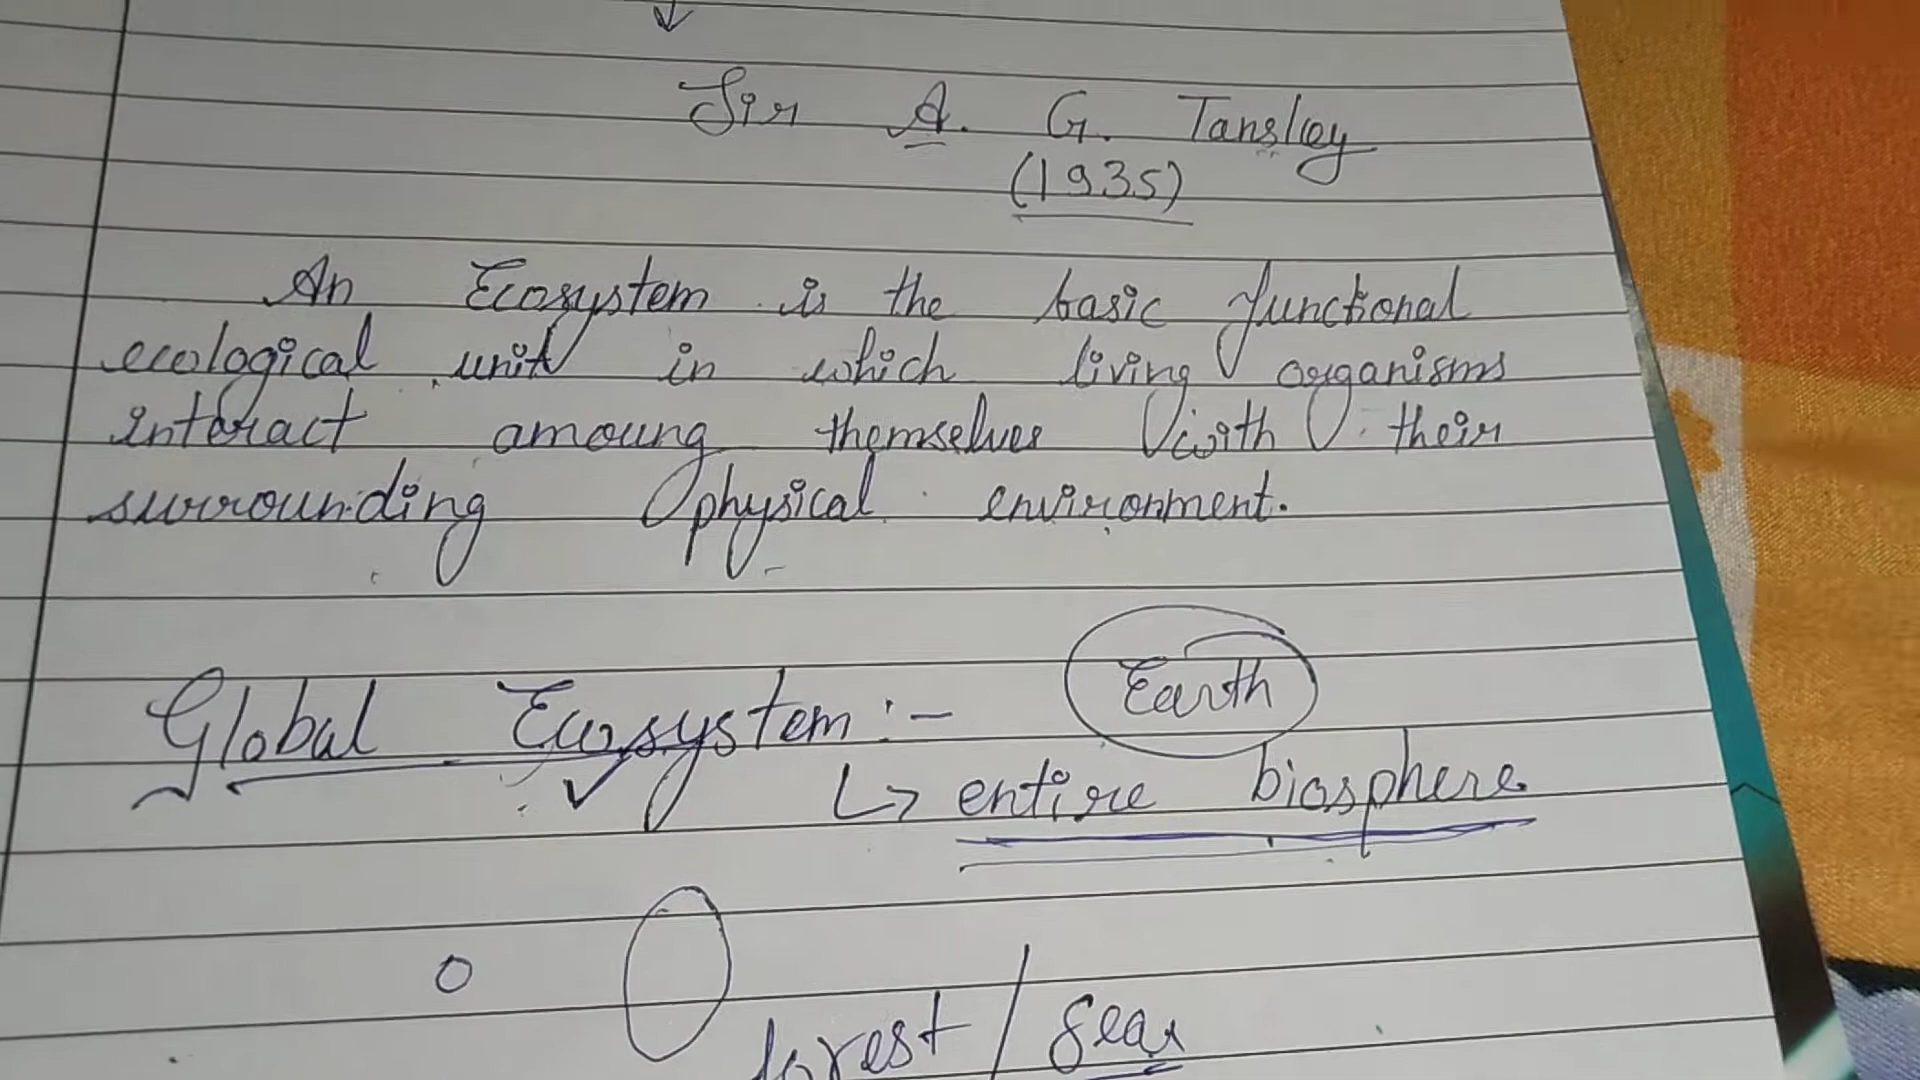 Sir A. G. Tansley
(1935)
An Ecosystem is the basic functional
ecological unit in which living organisms
interact amoung themselves with their
surrounding physical environment.
Earth
Global Ecosystem :-
↳ entire biosphere
forest / Sea